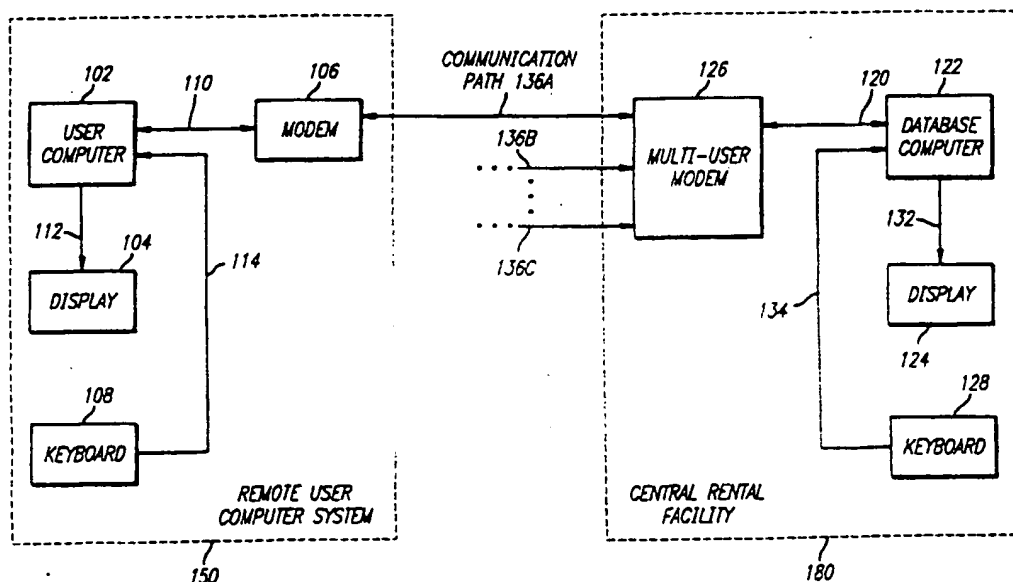 COMMUNICATION
PATH 136A
102
110
106
126
120
122
USER
COMPUTER
MODEM
136B
MULTI-USER
MODEM
DATABASE
COMPUTER
112
104
114
136C
132
DISPLAY
134
DISPLAY
124
108
128
KEYBOARD
KEYBOARD
REMOTE USER
COMPUTER SYSTEM
CENTRAL RENTAL
FACILITY
150
180